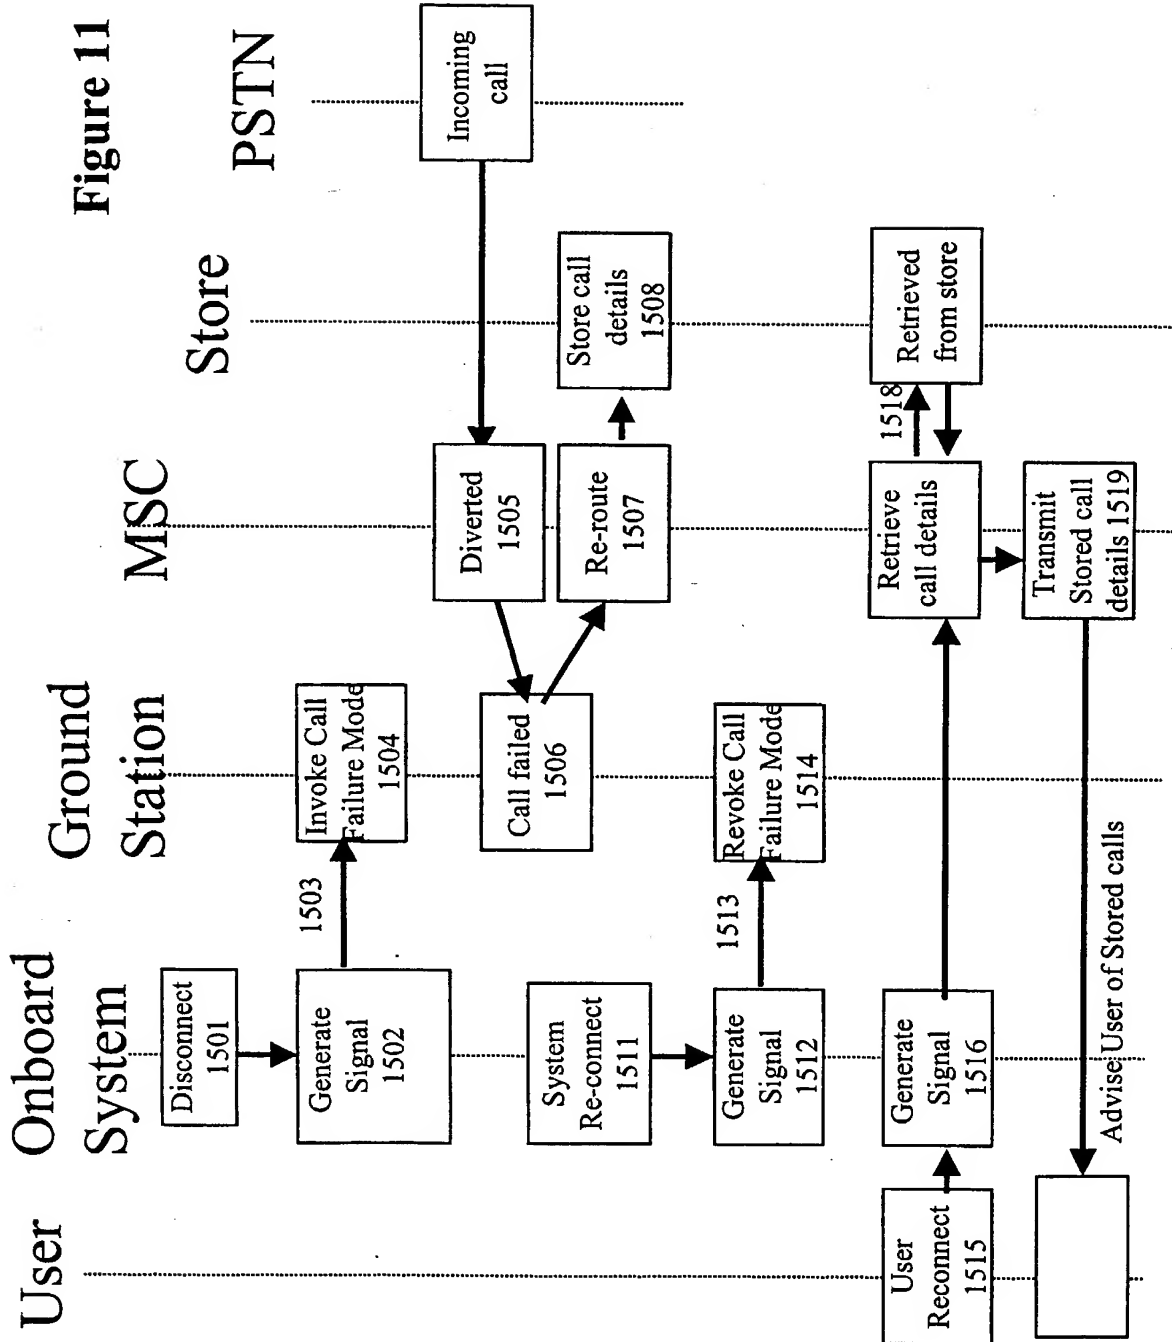 Figure 11
User
Onboard
System
Ground
Station
MSC
Store
PSTN
Disconnect
1501
Generate
Signal
1502
1503
Invoke Call
Failure Mode
1504
Incoming
call
Diverted
1505
Call failed
1506
Re-route
1507
Store call
details
1508
System
Re-connect
1511
Generate
Signal
1512
1513
Revoke Call
Failure Mode
1514
User
Reconnect
1515
Generate
Signal
1516
Retrieve
call details
1518
Retrieved
from store
Transmit
Stored call
details 1519
Advise User of Stored calls